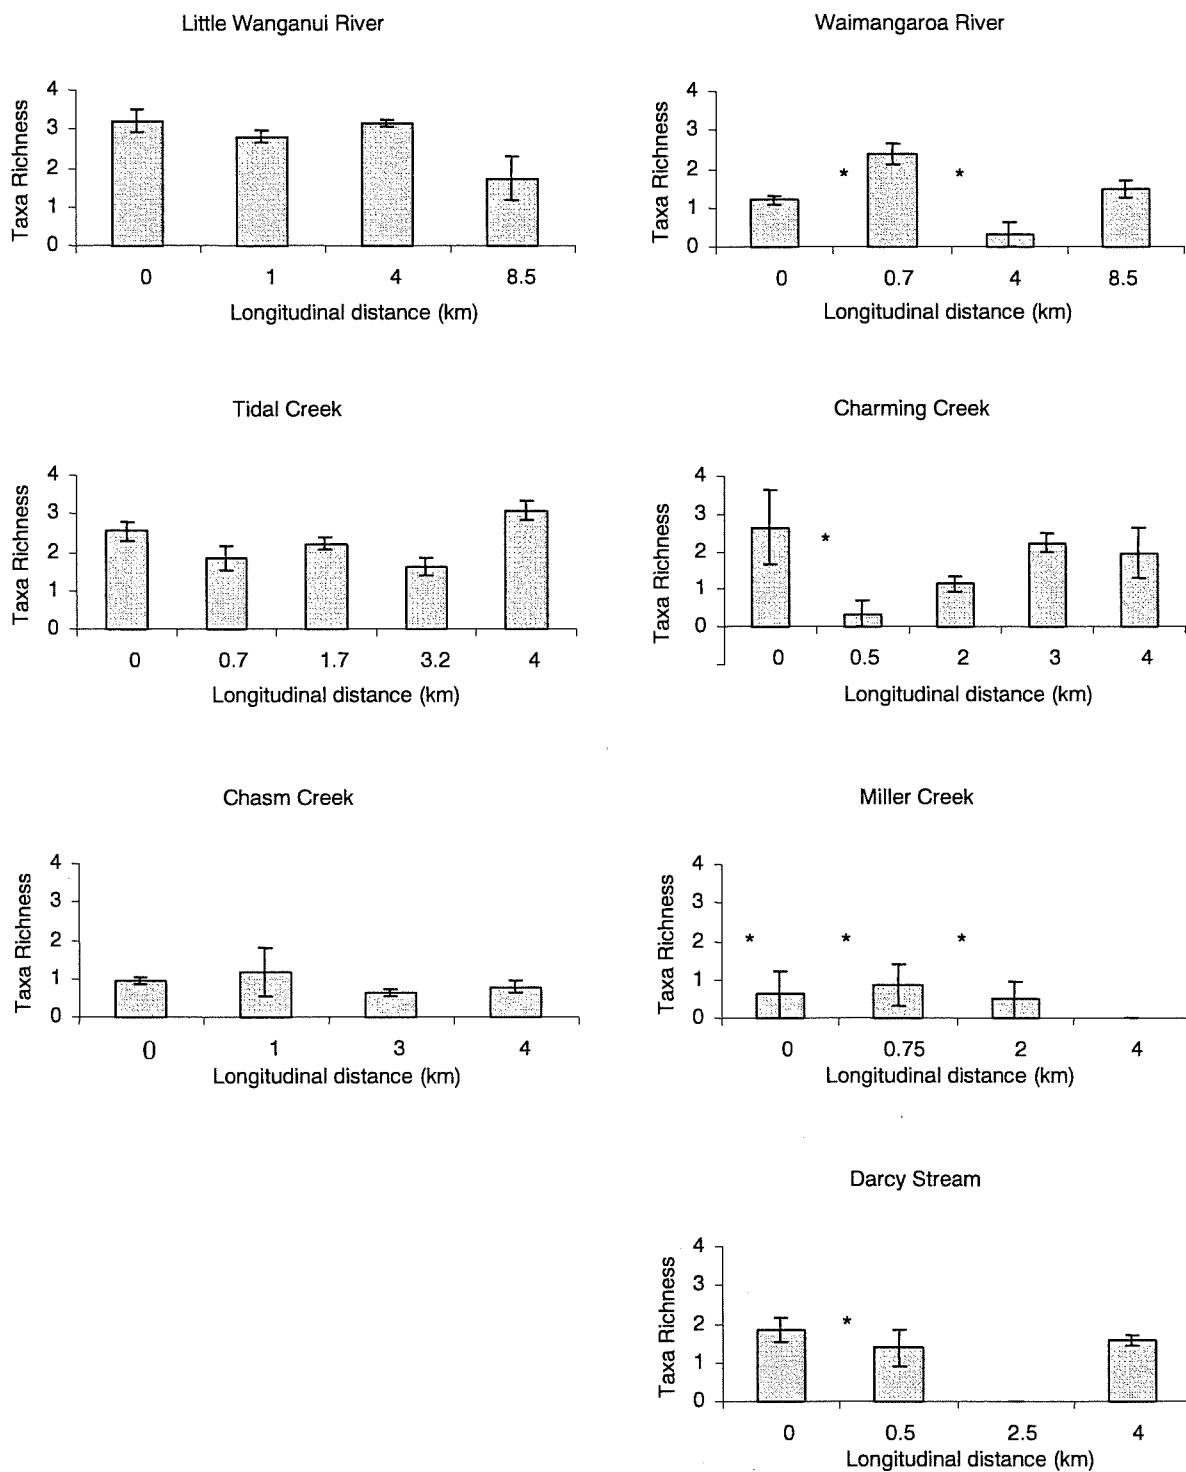 Little Wanganui River
Taxa Richness
4
3
2
1
0
0 1 4 8.5
Longitudinal distance (km)
Waimangaroa River
Taxa Richness
4
3
2
1
0
* *
0 0.7 4 8.5
Longitudinal distance (km)
Tidal Creek
Taxa Richness
4
3
2
1
0
0 0.7 1.7 3.2 4
Longitudinal distance (km)
Charming Creek
Taxa Richness
4
3
2
1
0
*
0 0.5 2 3 4
Longitudinal distance (km)
Chasm Creek
Taxa Richness
4
3
2
1
0
0 1 3 4
Longitudinal distance (km)
Miller Creek
Taxa Richness
4
3
2
1
0
* * *
0 0.75 2 4
Longitudinal distance (km)
Darcy Stream
Taxa Richness
4
3
2
1
0
*
0 0.5 2.5 4
Longitudinal distance (km)